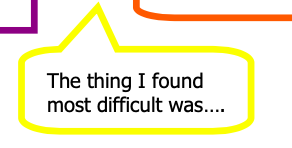 The thing I found
most difficult was....